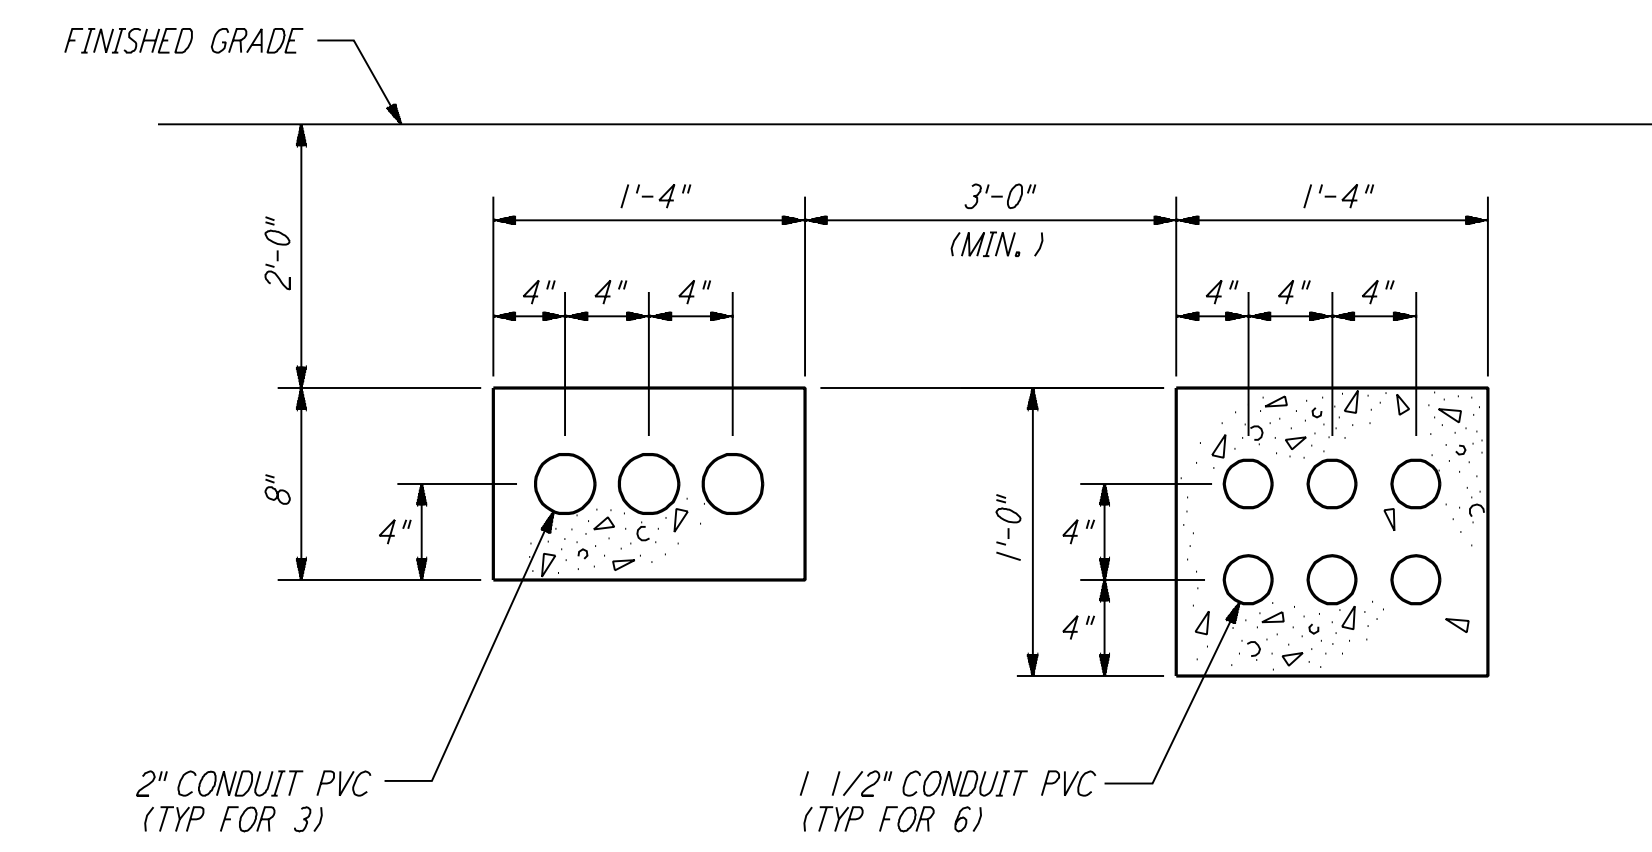 FINISHED GRADE
1'-4"
3'-0"
1'-4"
(MIN.)
2'-0"
4" 4" 4"
4" 4" 4"
8"
4"
1'-0"
4"
4"
2" CONDUIT PVC
(TYP FOR 3)
1 1/2" CONDUIT PVC
(TYP FOR 6)